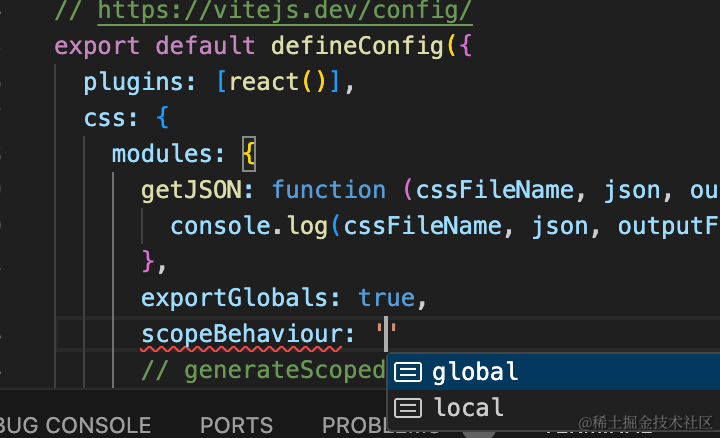 // https://vitejs.dev/config/
export default defineConfig({
plugins: [react()],
css: {
modules: {
getJSON: function (cssFileName, json, ou
console.log(cssFileName, json, outputF
},
exportGlobals: true,
scopeBehaviour: ''
// generateScoped
global
local
BUG CONSOLE PORTS PROBLEMS
@稀土掘金技术社区